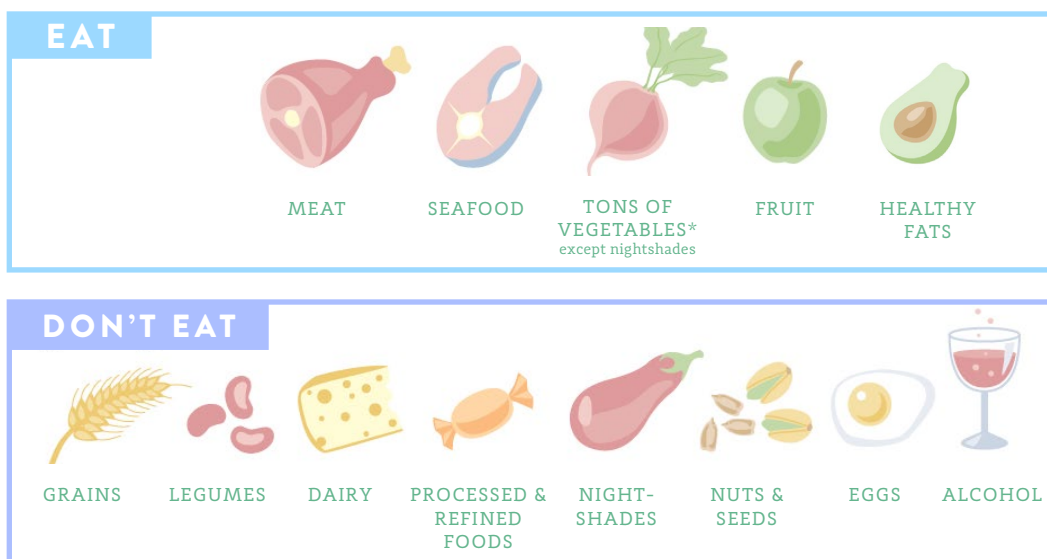 EAT
MEAT
SEAFOOD
TONS OF
VEGETABLES*
except nightshades
FRUIT
HEALTHY
FATS
DON'T EAT
GRAINS
LEGUMES
DAIRY
PROCESSED &
REFINED
FOODS
NIGHT-
SHADES
NUTS &
SEEDS
EGGS
ALCOHOL